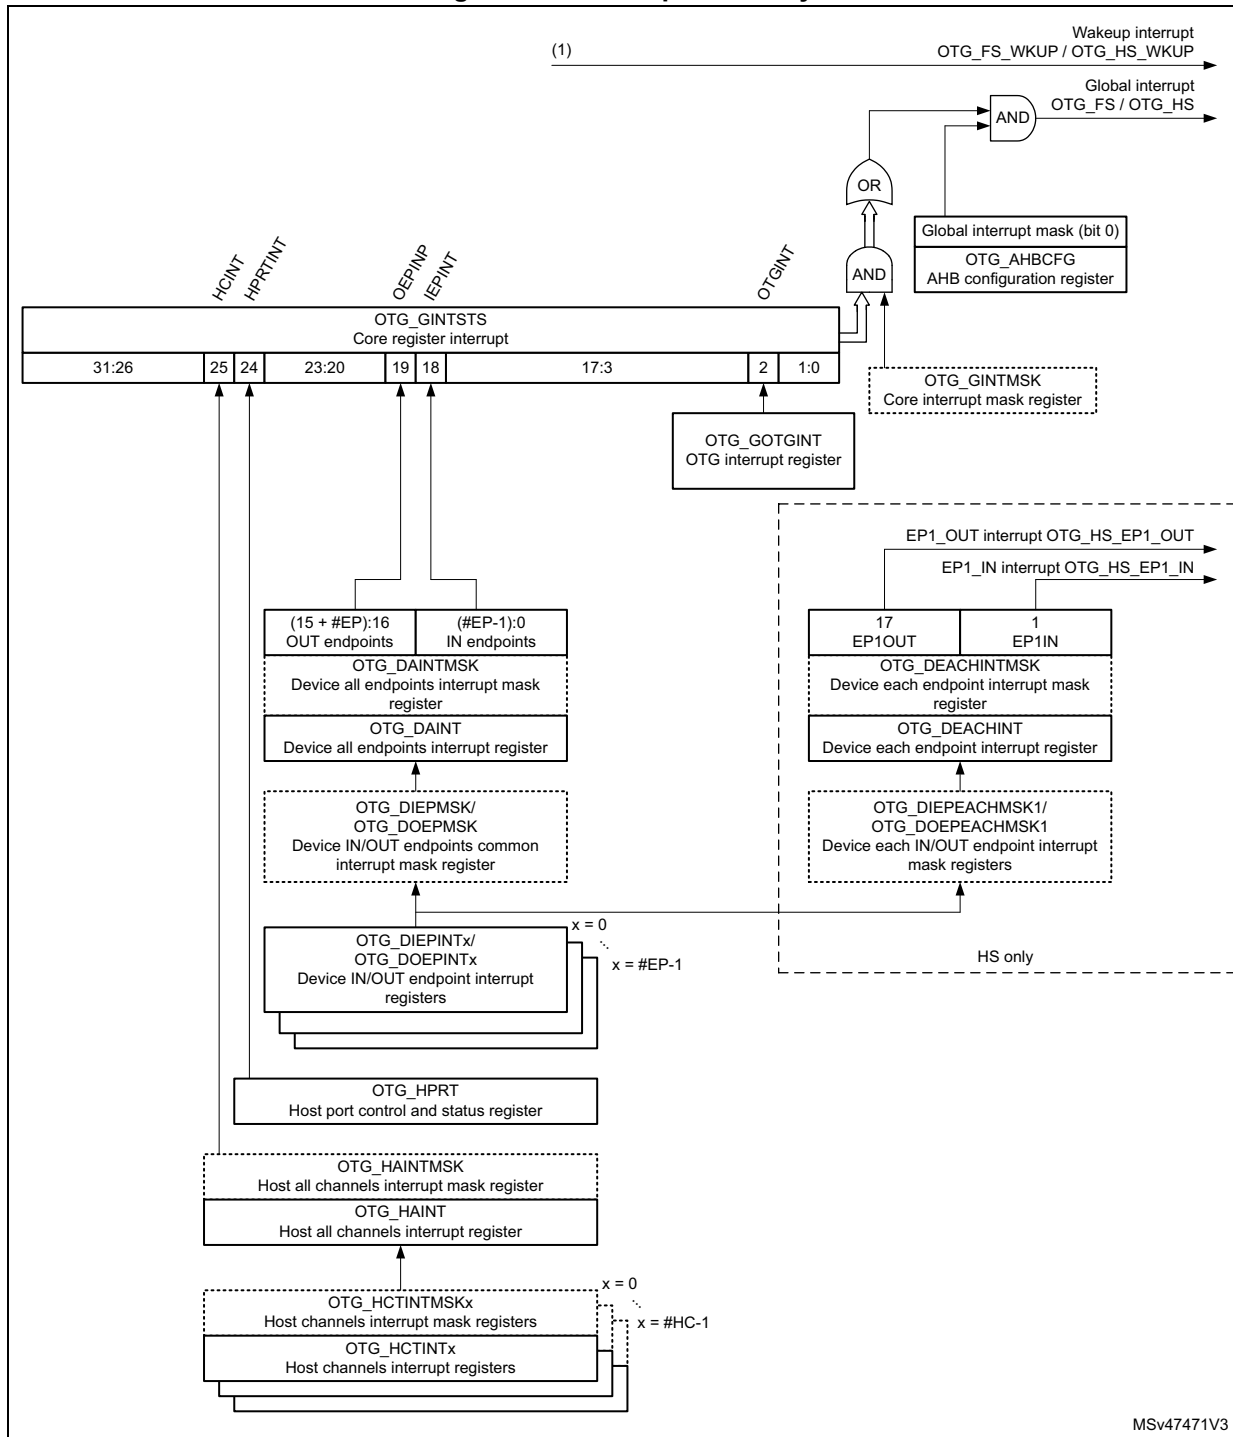 (1)
Wakeup interrupt
OTG_FS_WKUP / OTG_HS_WKUP
Global interrupt
OTG_FS / OTG_HS
AND
OR
Global interrupt mask (bit 0)
OTG_AHBCFG
AHB configuration register
AND
HCINT
HPRTINT
OEPINP
IEPINT
OTGINT
OTG_GINTSTS
Core register interrupt
31:26 25 24 23:20 19 18 17:3 2 1:0
OTG_GINTMSK
Core interrupt mask register
OTG_GOTGINT
OTG interrupt register
EP1_OUT interrupt OTG_HS_EP1_OUT
EP1_IN interrupt OTG_HS_EP1_IN
(15 + #EP):16
OUT endpoints
(#EP-1):0
IN endpoints
OTG_DAINTMSK
Device all endpoints interrupt mask
register
OTG_DAINT
Device all endpoints interrupt register
17
EP1OUT
1
EP1IN
OTG_DEACHINTMSK
Device each endpoint interrupt mask
register
OTG_DEACHINT
Device each endpoint interrupt register
OTG_DIEPMSK/
OTG_DOEPMSK
Device IN/OUT endpoints common
interrupt mask register
OTG_DIEPEACHMSK1/
OTG_DOEPEACHMSK1
Device each IN/OUT endpoint interrupt
mask registers
OTG_DIEPINTx/
OTG_DOEPINTx
Device IN/OUT endpoint interrupt
registers
x = 0
x = #EP-1
HS only
OTG_HPRT
Host port control and status register
OTG_HAINTMSK
Host all channels interrupt mask register
OTG_HAINT
Host all channels interrupt register
OTG_HCTINTMSKx
Host channels interrupt mask registers
OTG_HCTINTx
Host channels interrupt registers
x = 0
x = #HC-1
MSv47471V3